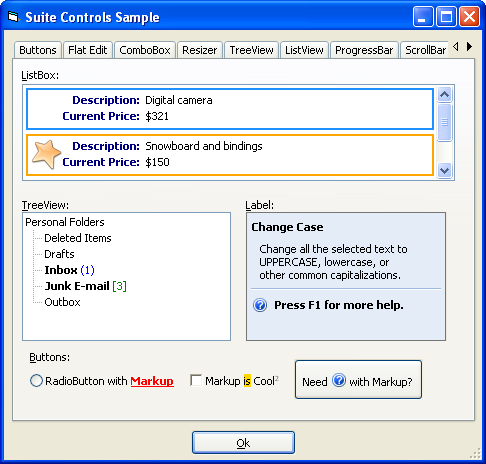 Suite Controls Sample
Buttons Flat Edit ComboBox Resizer TreeView ListView ProgressBar ScrollBar
ListBox:
Description: Digital camera
Current Price: $321
Description: Snowboard and bindings
Current Price: $150
TreeView:
Personal Folders
Deleted Items
Drafts
Inbox (1)
Junk E-mail [3]
Outbox
Label:
Change Case
Change all the selected text to
UPPERCASE, lowercase, or
other common capitalizations.
? Press F1 for more help.
Buttons:
RadioButton with Markup
Markup is Cool²
Need ? with Markup?
Ok